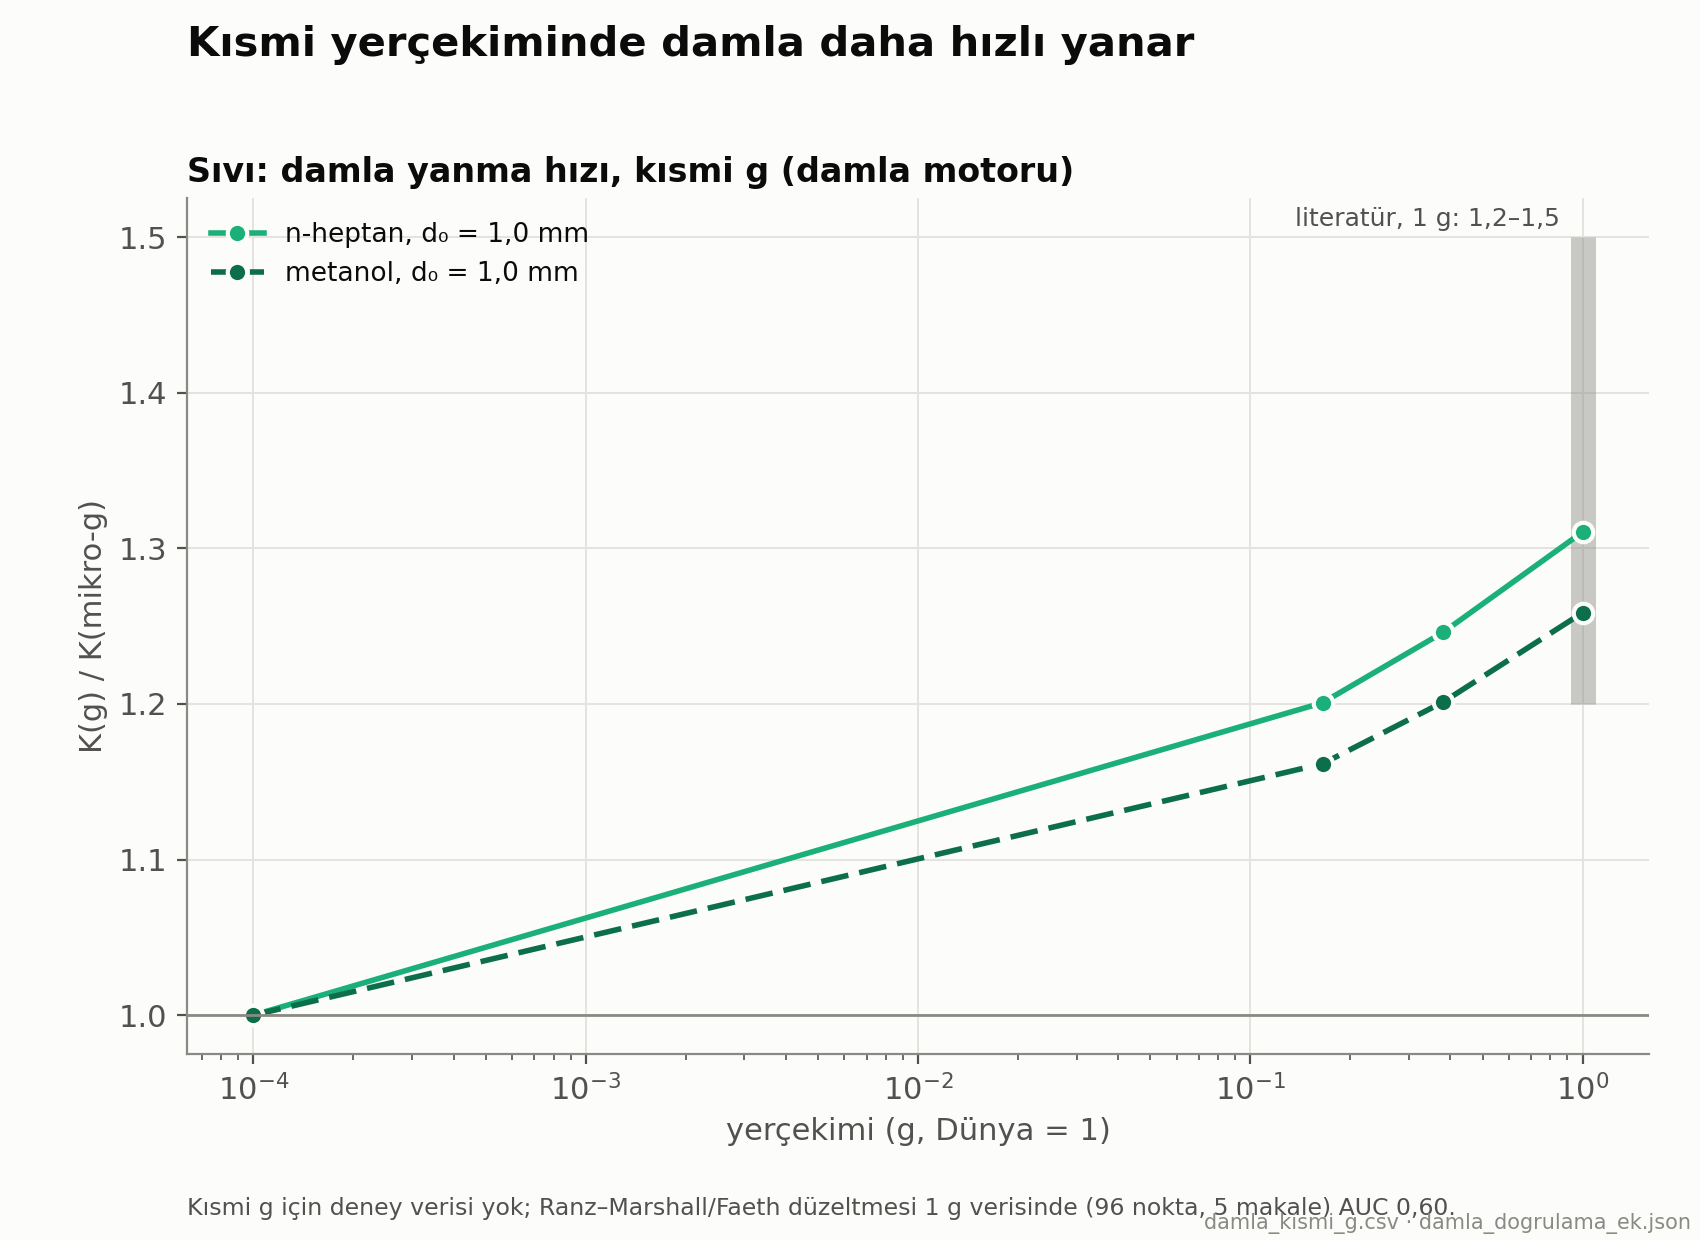 Kısmi yerçekiminde damla daha hızlı yanar
Sıvı: damla yanma hızı, kısmi g (damla motoru)
n-heptan, d₀ = 1,0 mm
metanol, d₀ = 1,0 mm
literatür, 1 g: 1,2–1,5
K(g) / K(mikro-g)
1.5
1.4
1.3
1.2
1.1
1.0
10⁻⁴ 10⁻³ 10⁻² 10⁻¹ 10⁰
yerçekimi (g, Dünya = 1)
Kısmi g için deney verisi yok; Ranz–Marshall/Faeth düzeltmesi 1 g verisinde (96 nokta, 5 makale) AUC 0,60.
damla_kismi_g.csv · damla_dogrulama_ek.json